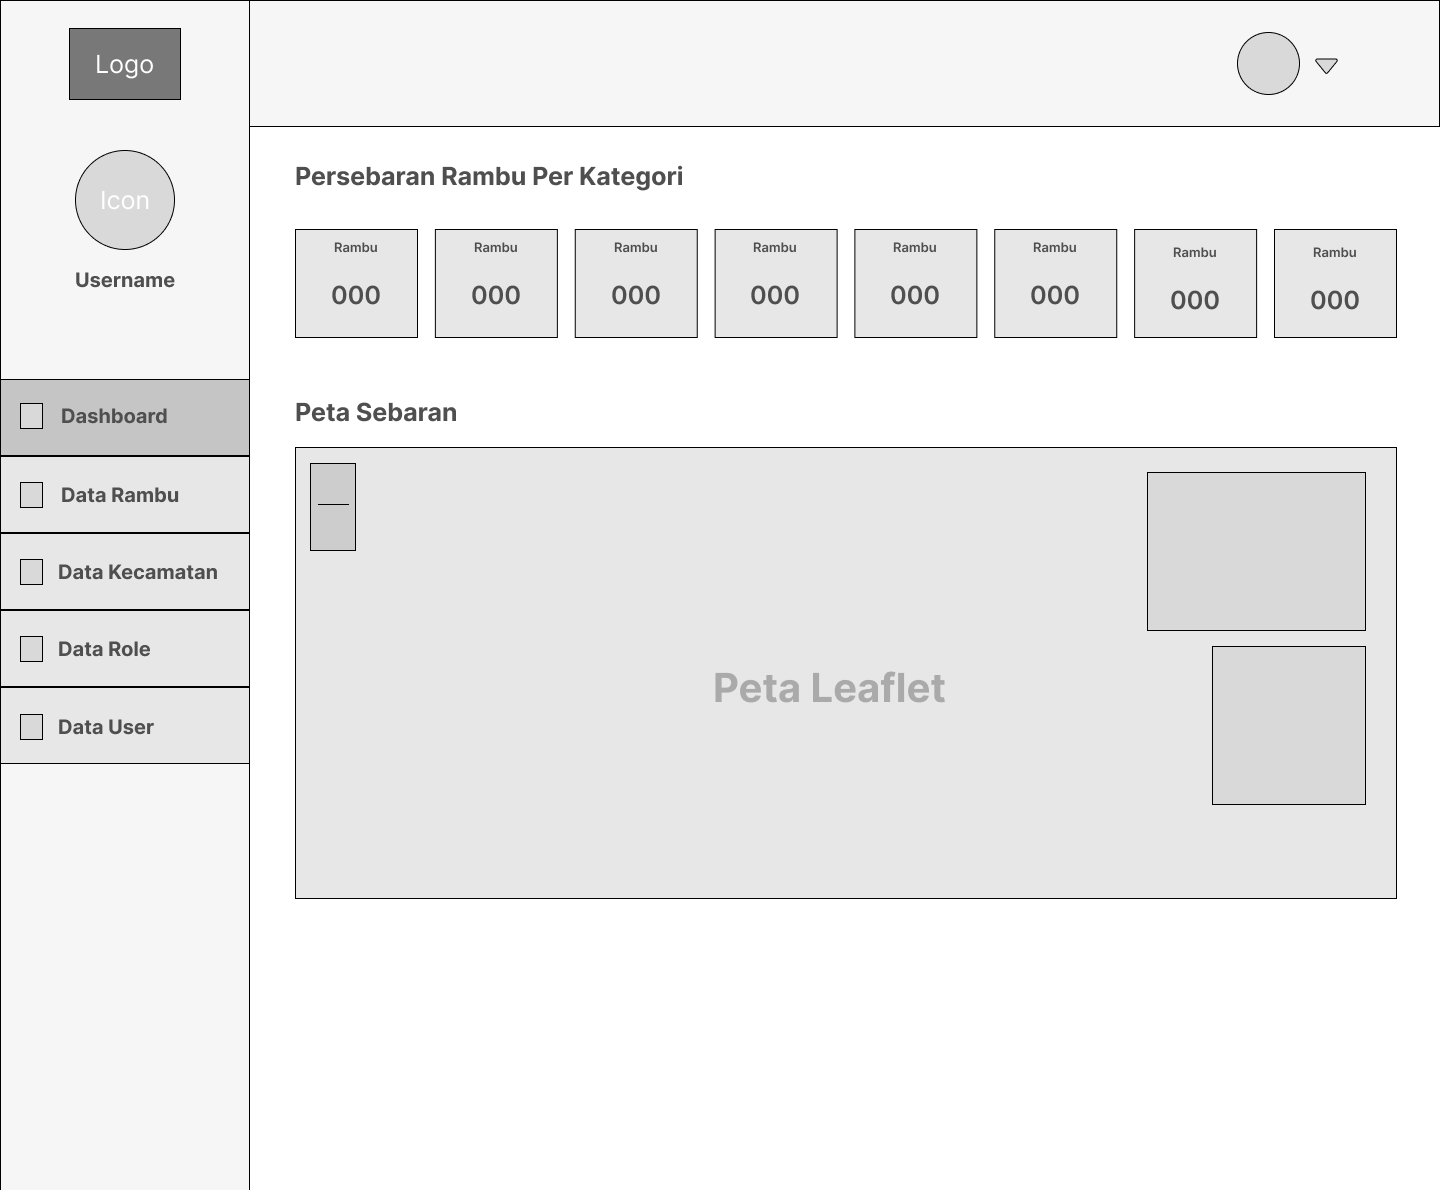 Logo
Icon
Username
Dashboard
Data Rambu
Data Kecamatan
Data Role
Data User
Persebaran Rambu Per Kategori
Rambu Rambu Rambu Rambu Rambu Rambu Rambu Rambu
000 000 000 000 000 000 000 000
Peta Sebaran
Peta Leaflet